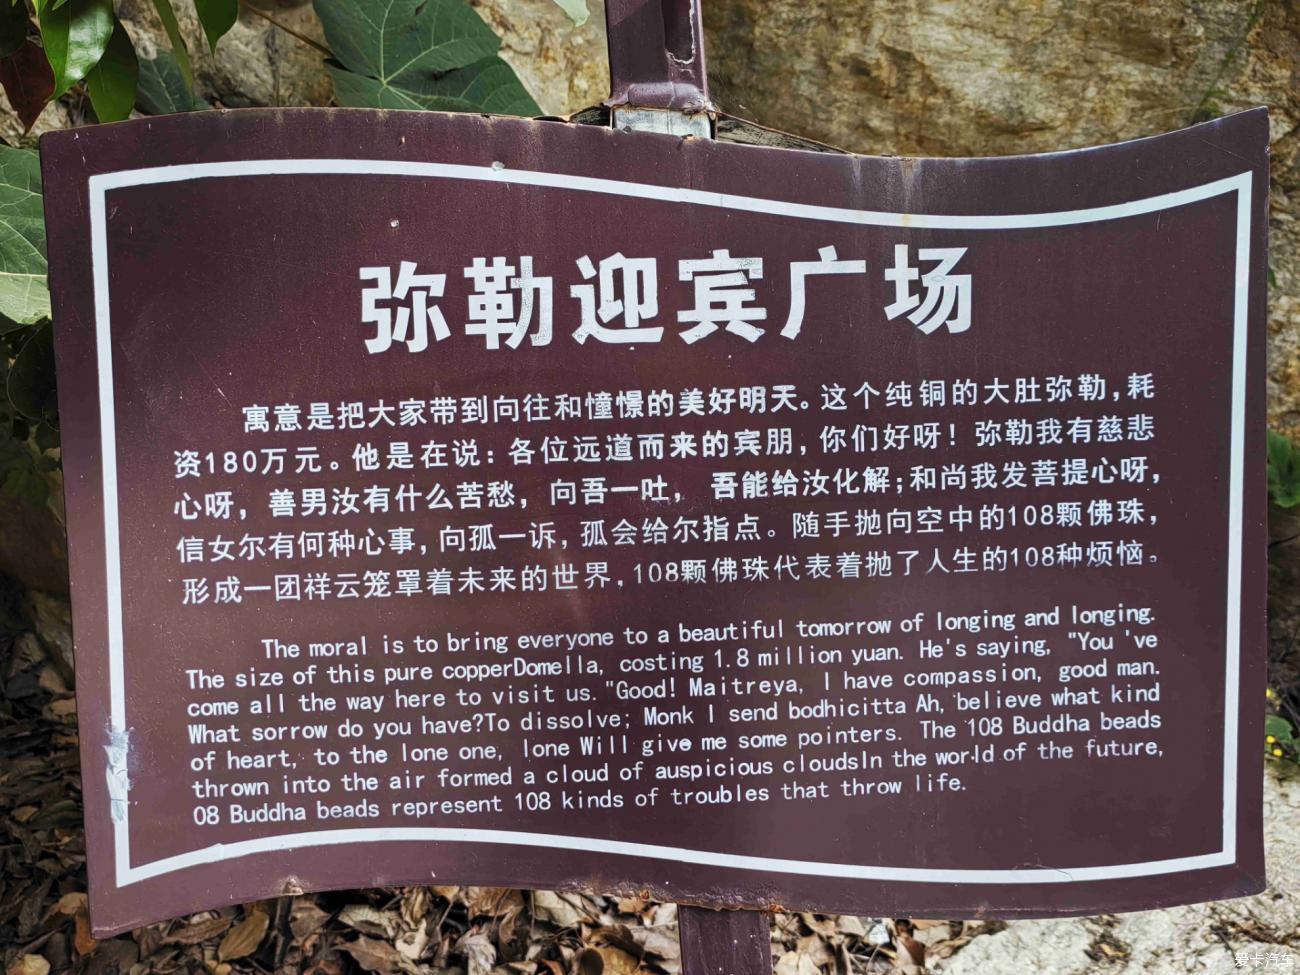 弥勒迎宾广场
寓意是把大家带到向往和憧憬的美好明天。这个纯铜的大肚弥勒,耗
资180万元。他是在说:各位远道而来的宾朋,你们好呀!弥勒我有慈悲
心呀,善男汝有什么苦愁,向吾一吐,吾能给汝化解;和尚我发菩提心呀,
信女尔有何种心事,向孤一诉,孤会给尔指点。随手抛向空中的108颗佛珠,
形成一团祥云笼罩着未来的世界,108颗佛珠代表着抛了人生的108种烦恼。
The moral is to bring everyone to a beautiful tomorrow of longing and longing.
The size of this pure copperDomella, costing 1.8 million yuan. He's saying, "You 've
come all the way here to visit us."Good! Maitreya, I have compassion, good man.
What sorrow do you have?To dissolve; Monk I send bodhicitta Ah, believe what kind
of heart, to the lone one, lone Will give me some pointers. The 108 Buddha beads
thrown into the air formed a cloud of auspicious cloudsIn the world of the future,
08 Buddha beads represent 108 kinds of troubles that throw life.
爱卡汽车